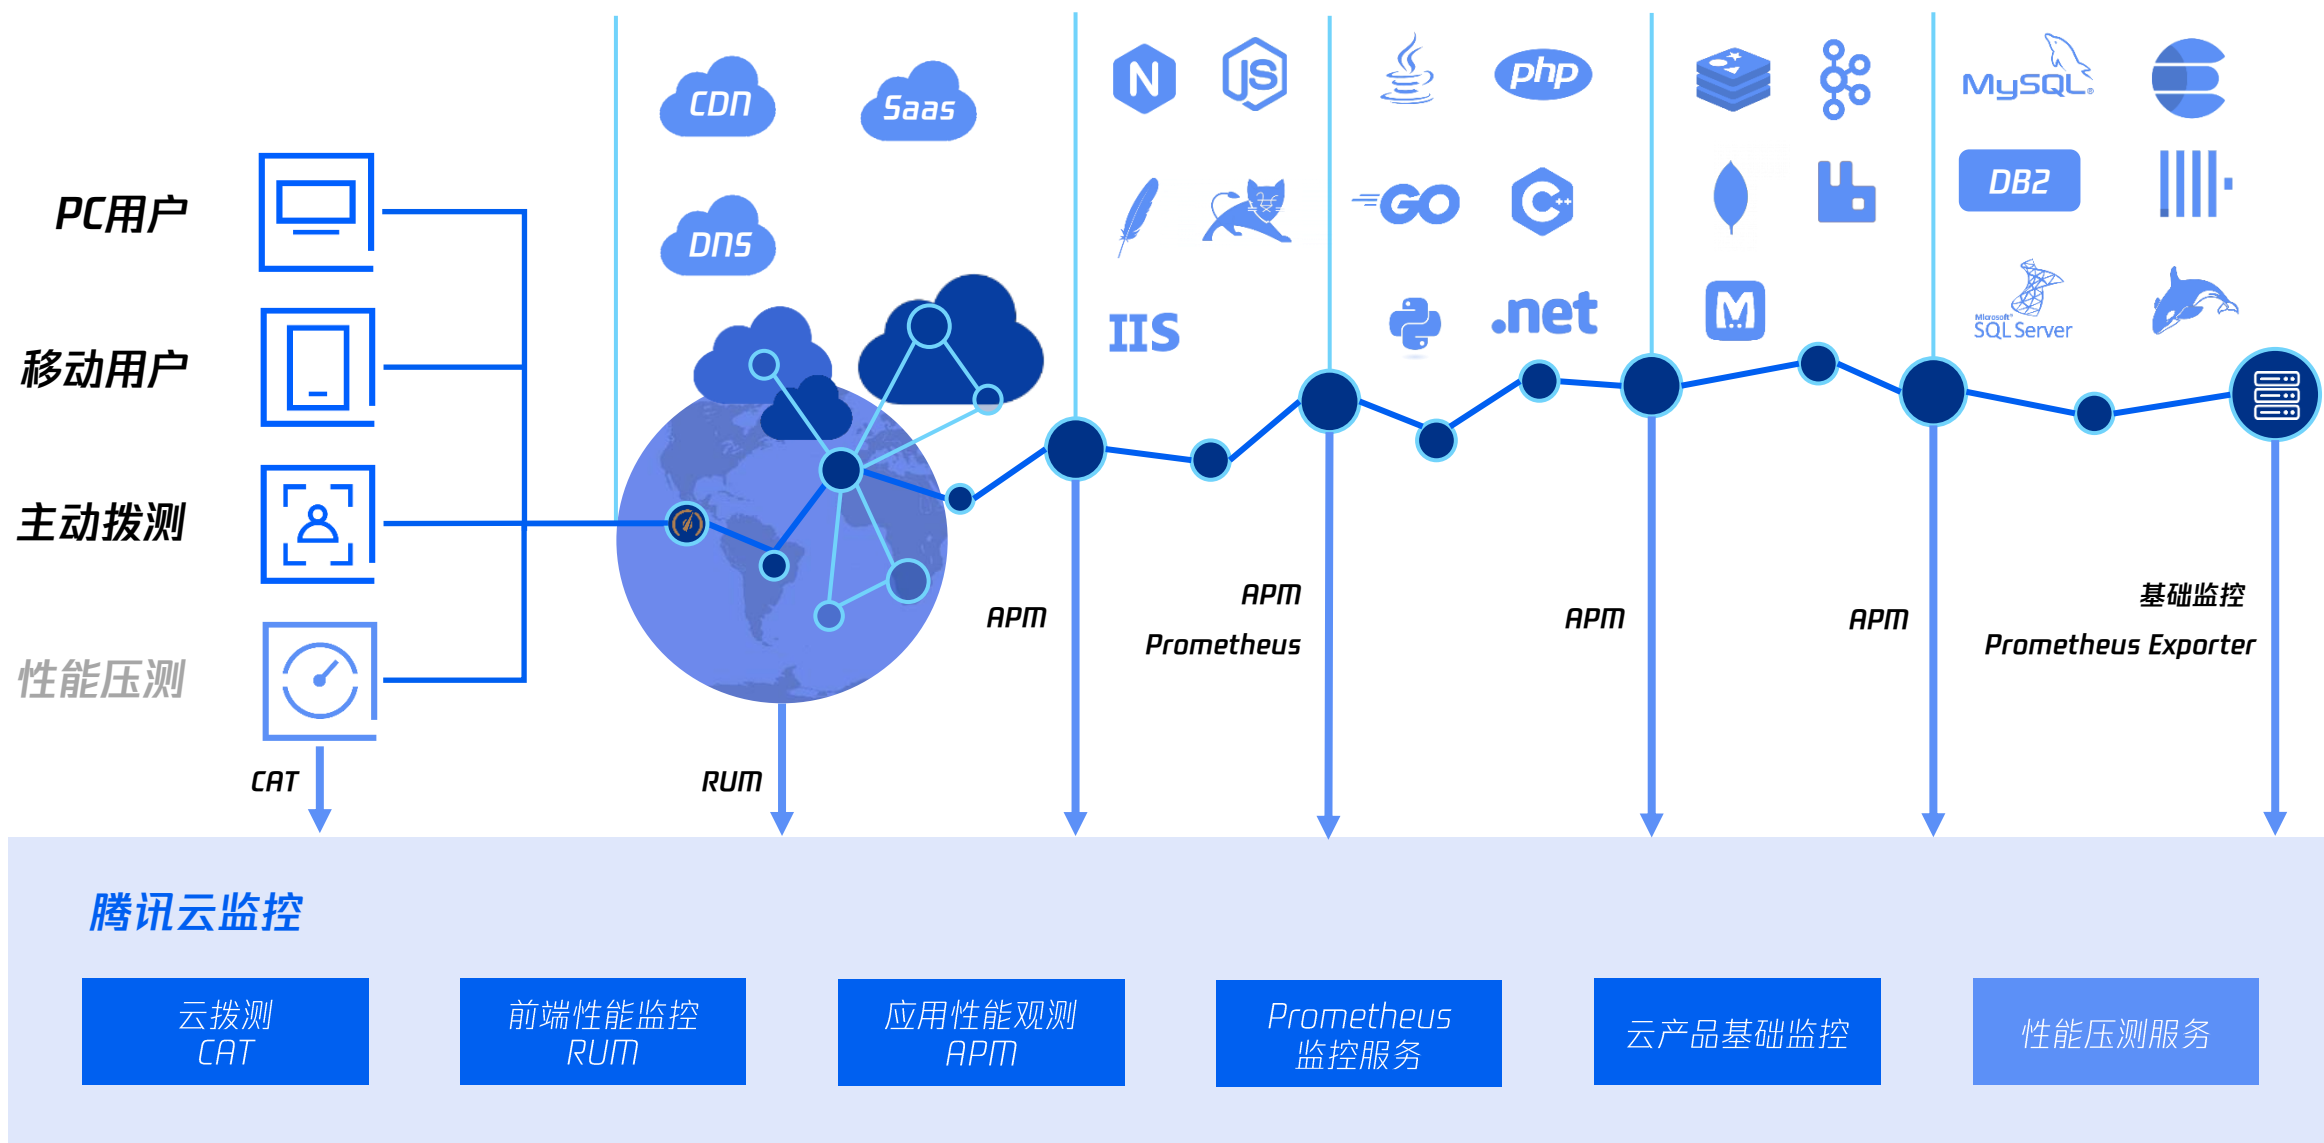 PC用户
移动用户
主动拨测
性能压测
CDN
Saas
DNS
N
JS
IIS
php
GO
C++
.net
M
MySQL®
DB2
Microsoft®
SQL Server
CAT
RUM
APM
APM
Prometheus
APM
APM
基础监控
Prometheus Exporter
腾讯云监控
云拨测
CAT
前端性能监控
RUM
应用性能观测
APM
Prometheus
监控服务
云产品基础监控
性能压测服务